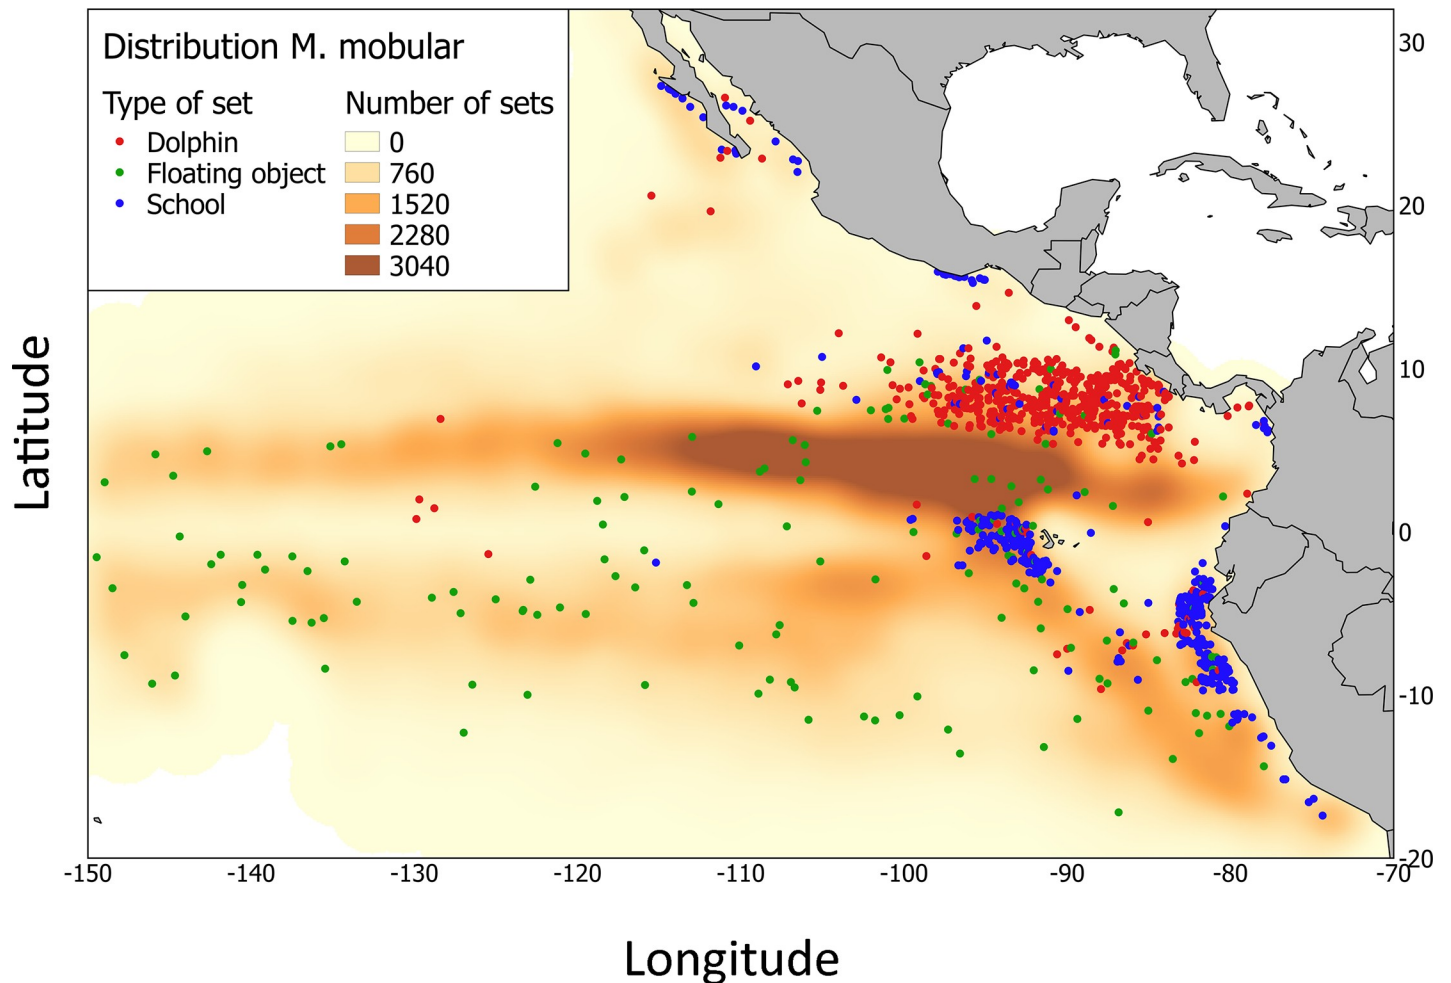 Distribution M. mobular
Type of set
Number of sets
Dolphin
0
Floating object
760
School
1520
2280
3040
30
20
10
0
-10
-20
Latitude
-150
-140
-130
-120
-110
-100
-90
-80
-70
Longitude